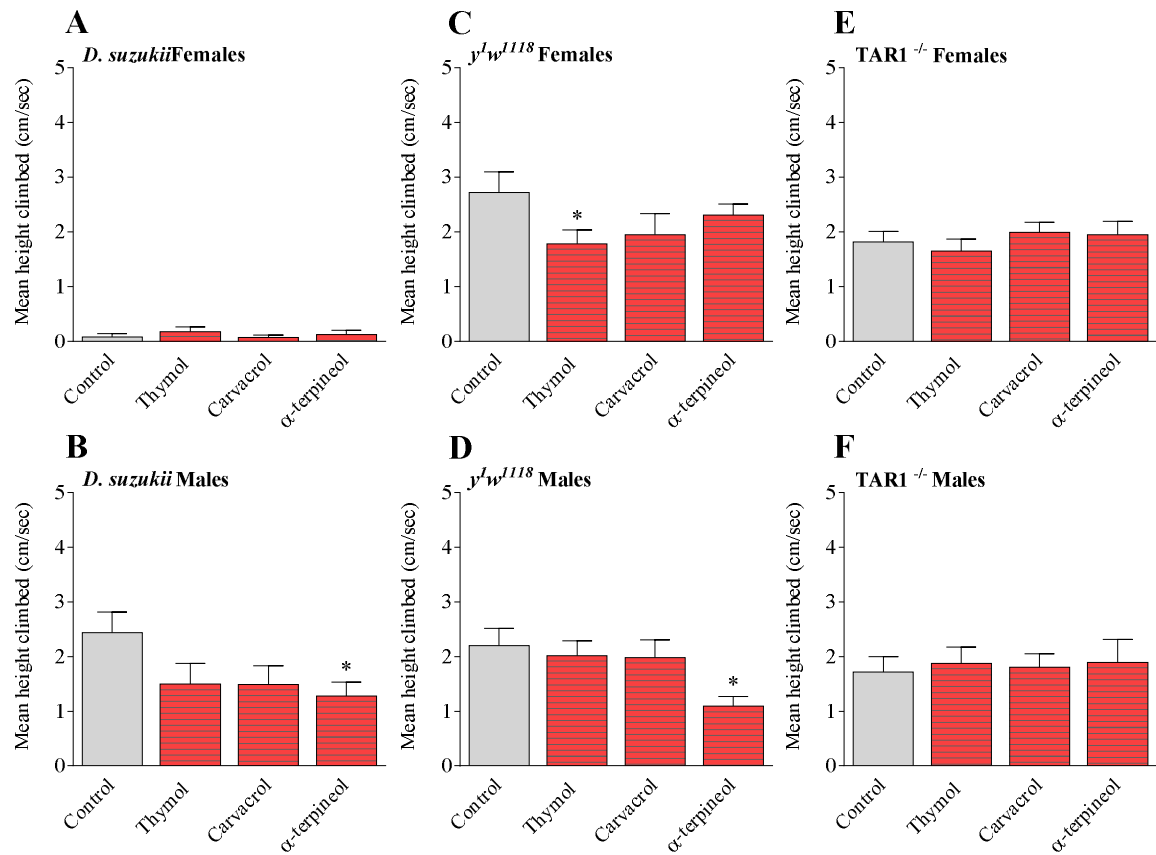 A
D. suzukiiFemales
Mean height climbed (cm/sec)
5
4
3
2
1
0
Control
Thymol
Carvacrol
α-terpineol
C
y¹w¹¹¹⁸ Females
Mean height climbed (cm/sec)
5
4
3
2
1
0
*
Control
Thymol
Carvacrol
α-terpineol
E
TAR1 -/- Females
Mean height climbed (cm/sec)
5
4
3
2
1
0
Control
Thymol
Carvacrol
α-terpineol
B
D. suzukii Males
Mean height climbed (cm/sec)
5
4
3
2
1
0
*
Control
Thymol
Carvacrol
α-terpineol
D
y¹w¹¹¹⁸ Males
Mean height climbed (cm/sec)
5
4
3
2
1
0
*
Control
Thymol
Carvacrol
α-terpineol
F
TAR1 -/- Males
Mean height climbed (cm/sec)
5
4
3
2
1
0
Control
Thymol
Carvacrol
α-terpineol